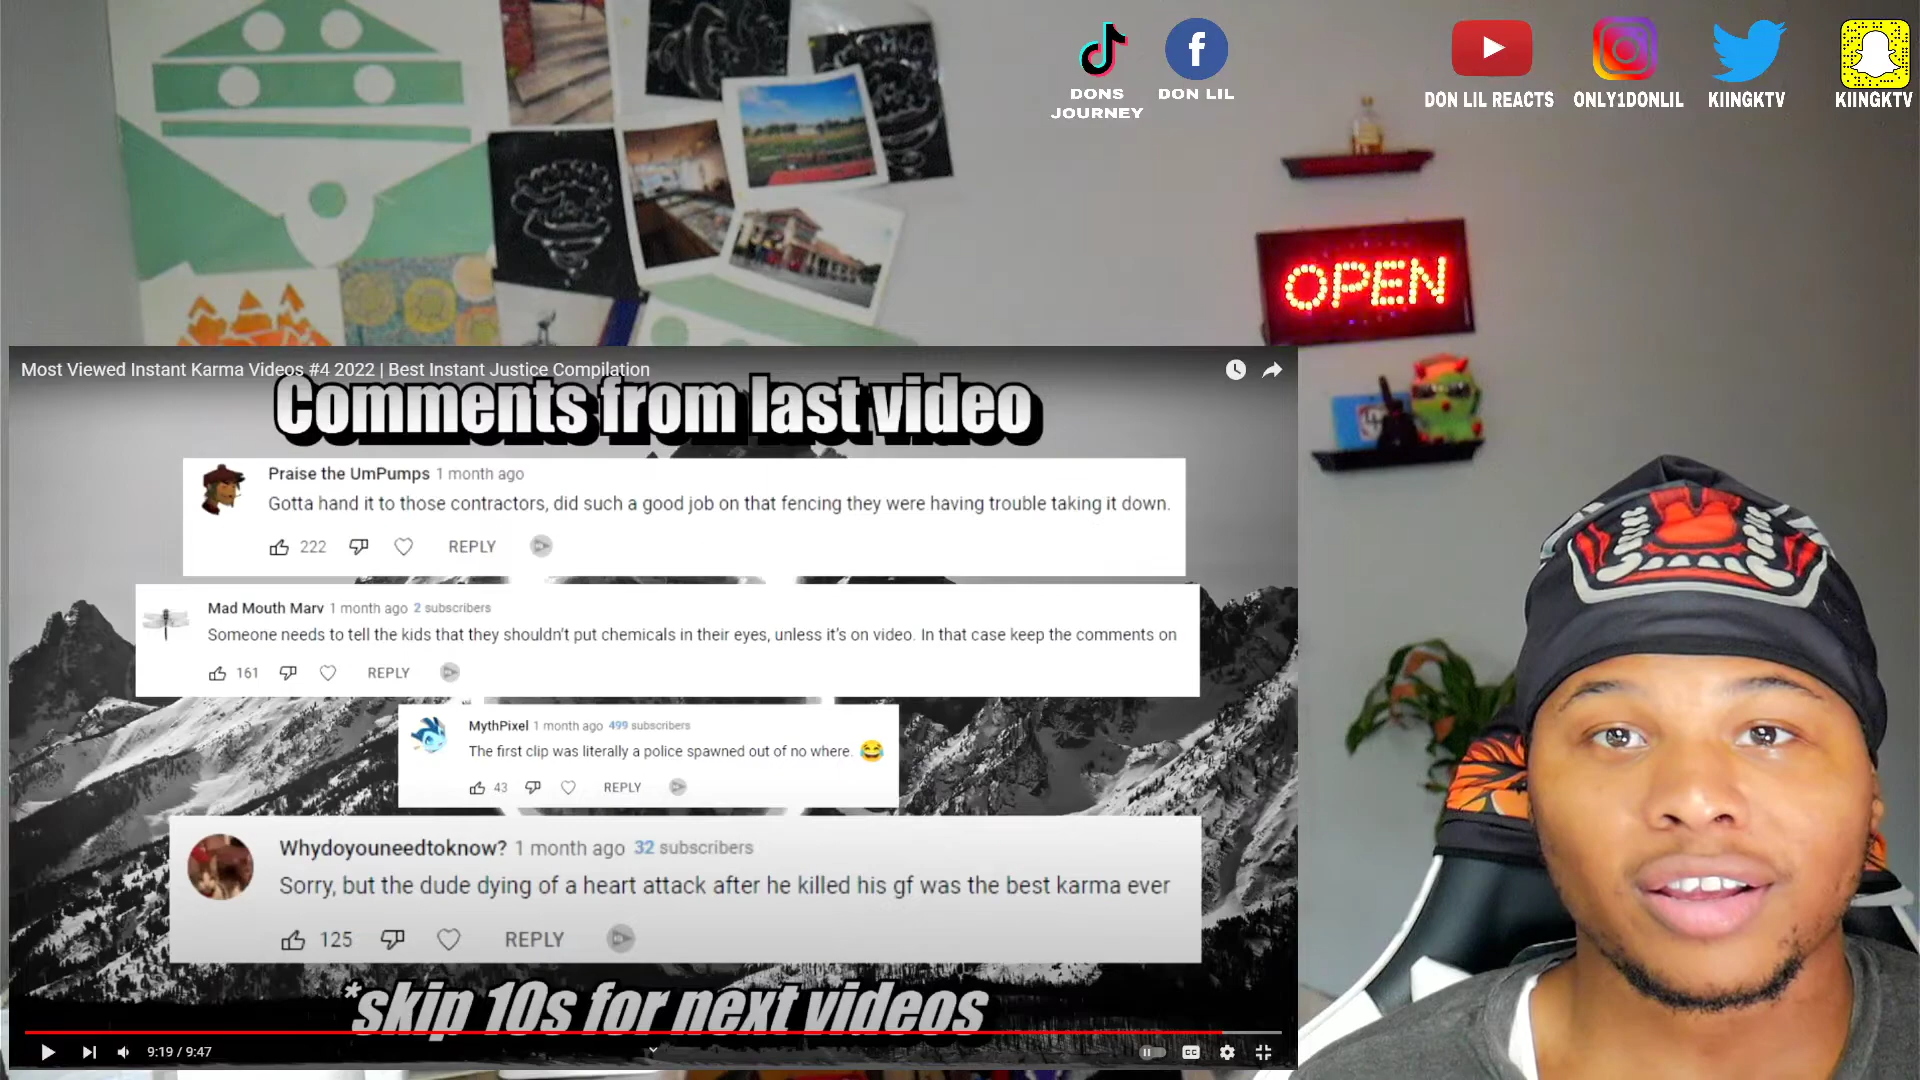 DONS
JOURNEY
DON LIL
DON LIL REACTS
ONLY1DONLIL
KIINGKTV
KIINGKTV
OPEN
Most Viewed Instant Karma Videos #4 2022 | Best Instant Justice Compilation
Comments from last video
Praise the UmPumps 1 month ago
Gotta hand it to those contractors, did such a good job on that fencing they were having trouble taking it down.
222 REPLY
Mad Mouth Marv 1 month ago 2 subscribers
Someone needs to tell the kids that they shouldn't put chemicals in their eyes, unless it's on video. In that case keep the comments on
161 REPLY
MythPixel 1 month ago 499 subscribers
The first clip was literally a police spawned out of no where. 😂
43 REPLY
Whydoyouneedtoknow? 1 month ago 32 subscribers
Sorry, but the dude dying of a heart attack after he killed his gf was the best karma ever
125 REPLY
*skip 10s for next videos
9:19 / 9:47
CC